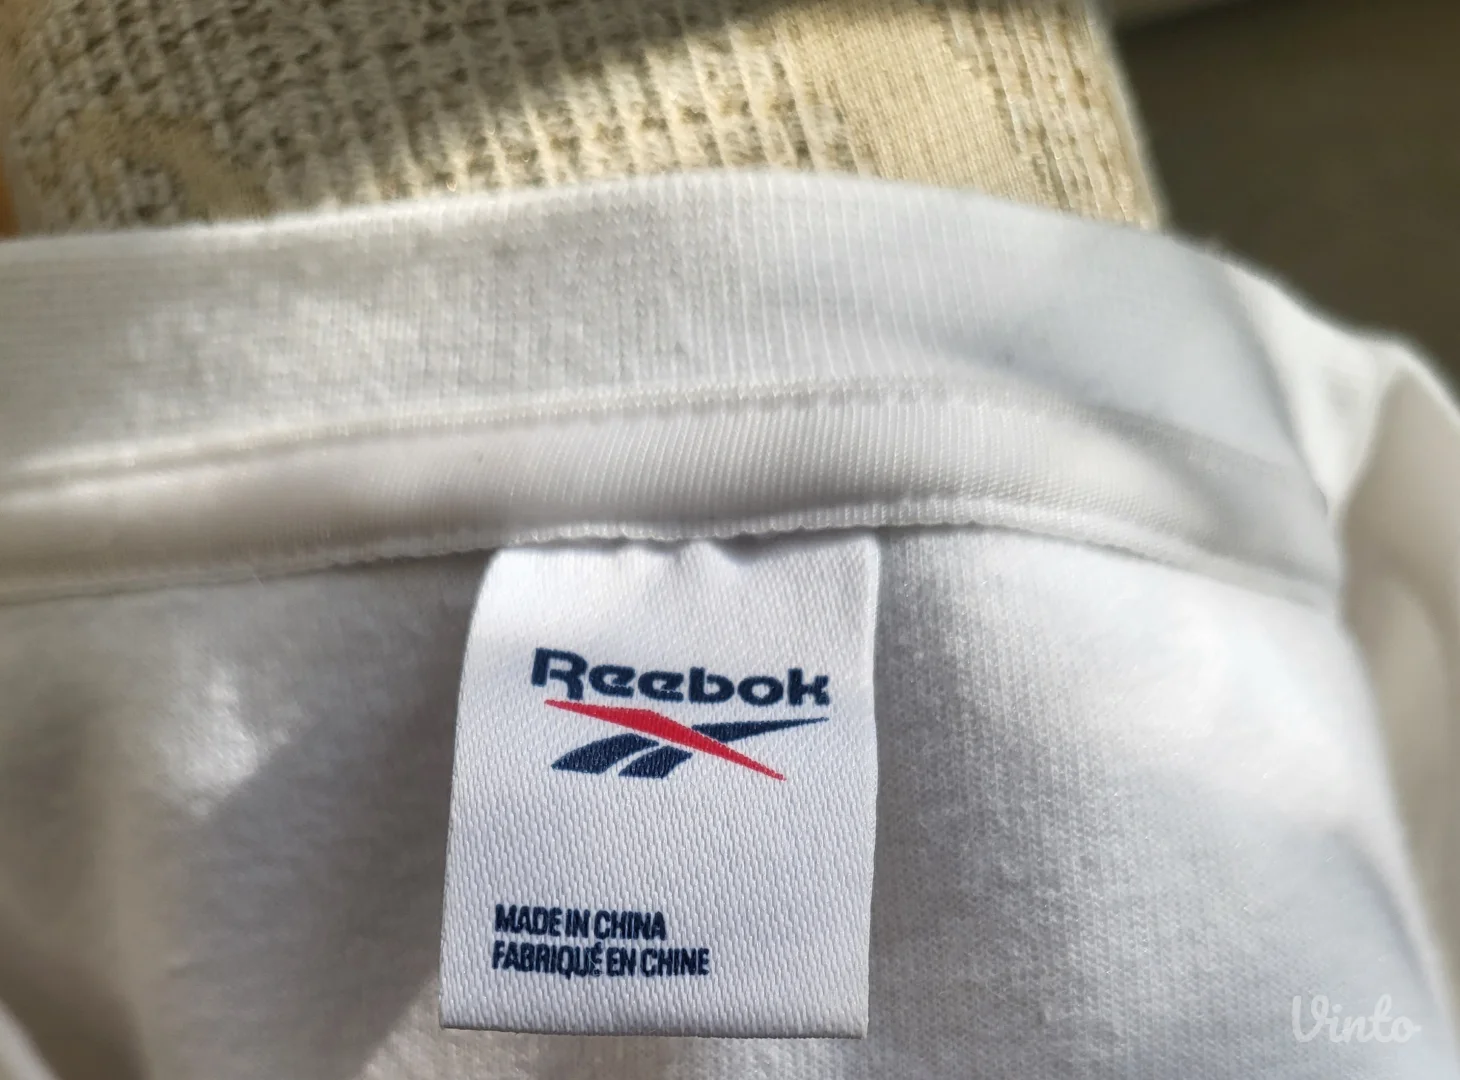 Reebok
MADE IN CHINA
FABRIQUÉ EN CHINE
Vinto